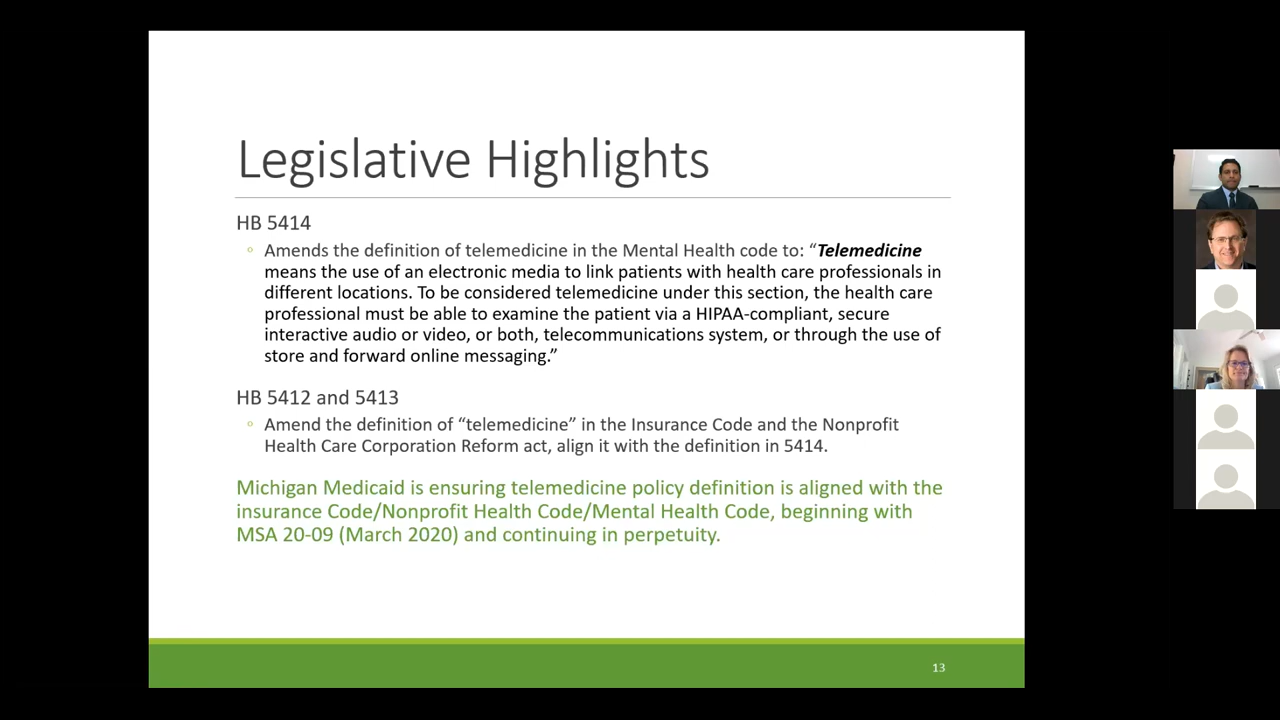 Legislative Highlights
HB 5414
◦ Amends the definition of telemedicine in the Mental Health code to: “Telemedicine
means the use of an electronic media to link patients with health care professionals in
different locations. To be considered telemedicine under this section, the health care
professional must be able to examine the patient via a HIPAA-compliant, secure
interactive audio or video, or both, telecommunications system, or through the use of
store and forward online messaging.”
HB 5412 and 5413
◦ Amend the definition of “telemedicine” in the Insurance Code and the Nonprofit
Health Care Corporation Reform act, align it with the definition in 5414.
Michigan Medicaid is ensuring telemedicine policy definition is aligned with the
insurance Code/Nonprofit Health Code/Mental Health Code, beginning with
MSA 20-09 (March 2020) and continuing in perpetuity.
13